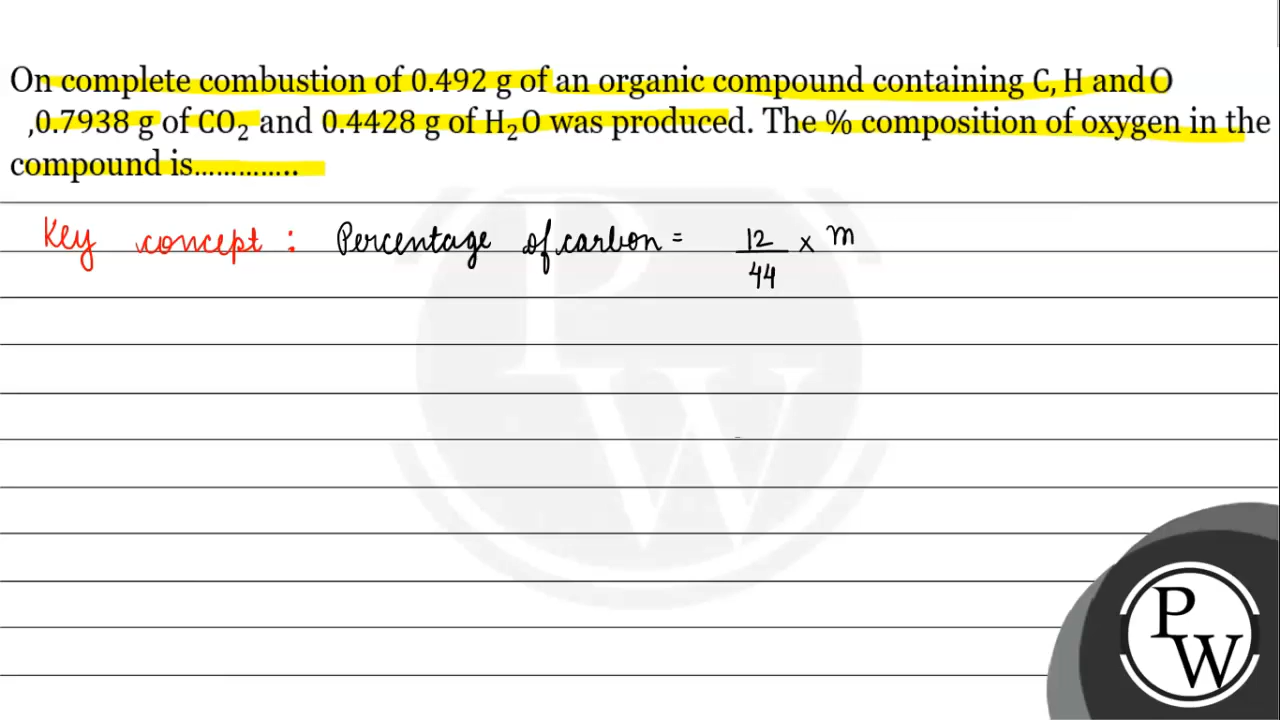 On complete combustion of 0.492 g of an organic compound containing C, H and O
,0.7938 g of CO₂ and 0.4428 g of H₂O was produced. The % composition of oxygen in the
compound is..............
Key concept : Percentage of carbon = 12/44 × m
PW
PW